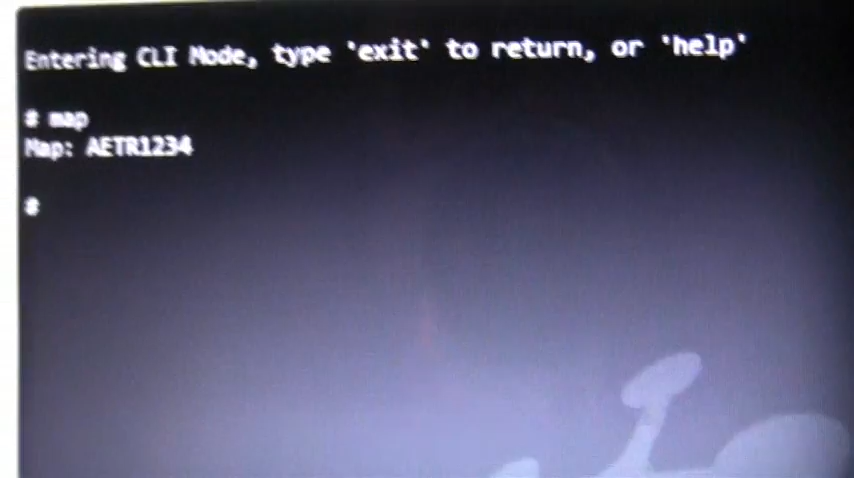 Entering CLI Mode, type 'exit' to return, or 'help'
# map
Map: AETR1234
#